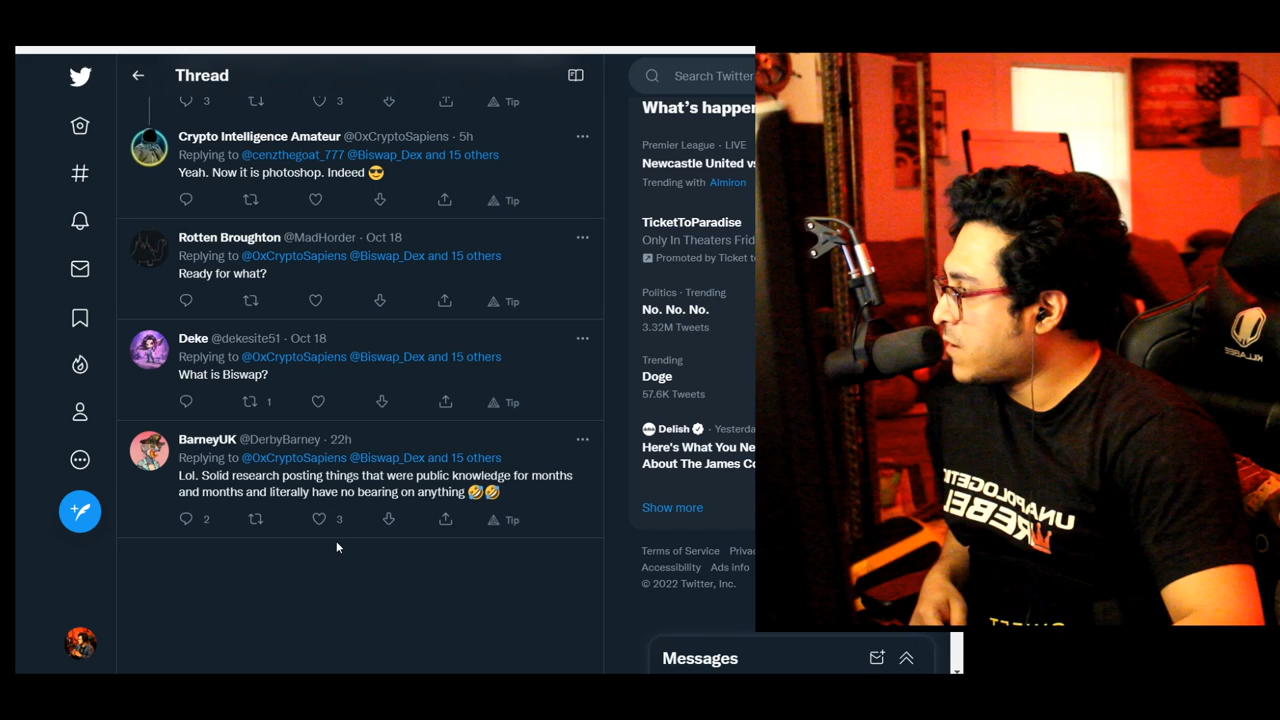 Thread
3
3
Tip
Crypto Intelligence Amateur @0xCryptoSapiens · 5h
Replying to @cenzthegoat_777 @Biswap_Dex and 15 others
Yeah. Now it is photoshop. Indeed 😎
Tip
Rotten Broughton @MadHorder · Oct 18
Replying to @0xCryptoSapiens @Biswap_Dex and 15 others
Ready for what?
Tip
Deke @dekesite51 · Oct 18
Replying to @0xCryptoSapiens @Biswap_Dex and 15 others
What is Biswap?
1
Tip
BarneyUK @DerbyBarney · 22h
Replying to @0xCryptoSapiens @Biswap_Dex and 15 others
Lol. Solid research posting things that were public knowledge for months
and months and literally have no bearing on anything 🤣🤣
2
3
Tip
Search Twitter
What's happer
Premier League · LIVE
Newcastle United vs
Trending with Almiron
TicketToParadise
Only In Theaters Frid
Promoted by Ticket to
Politics · Trending
No. No. No.
3.32M Tweets
Trending
Doge
57.6K Tweets
Delish · Yesterda
Here's What You Ne
About The James Co
Show more
Terms of Service Privac
Accessibility Ads info
© 2022 Twitter, Inc.
Messages
UNAPOLOGET
REBEL
KILLABEE
SWEET